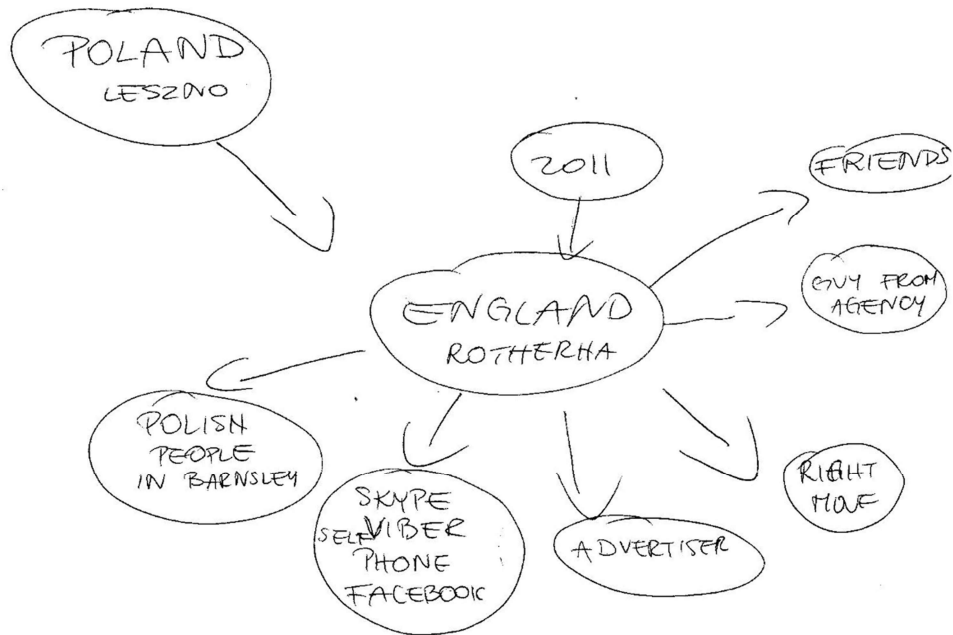 POLAND
LESZNO
2011
FRIENDS
GUY FROM
AGENCY
ENGLAND
ROTHERHA
POLISH
PEOPLE
IN BARNSLEY
SKYPE
SELF VIBER
PHONE
FACEBOOK
ADVERTISER
RIGHT
MOVE